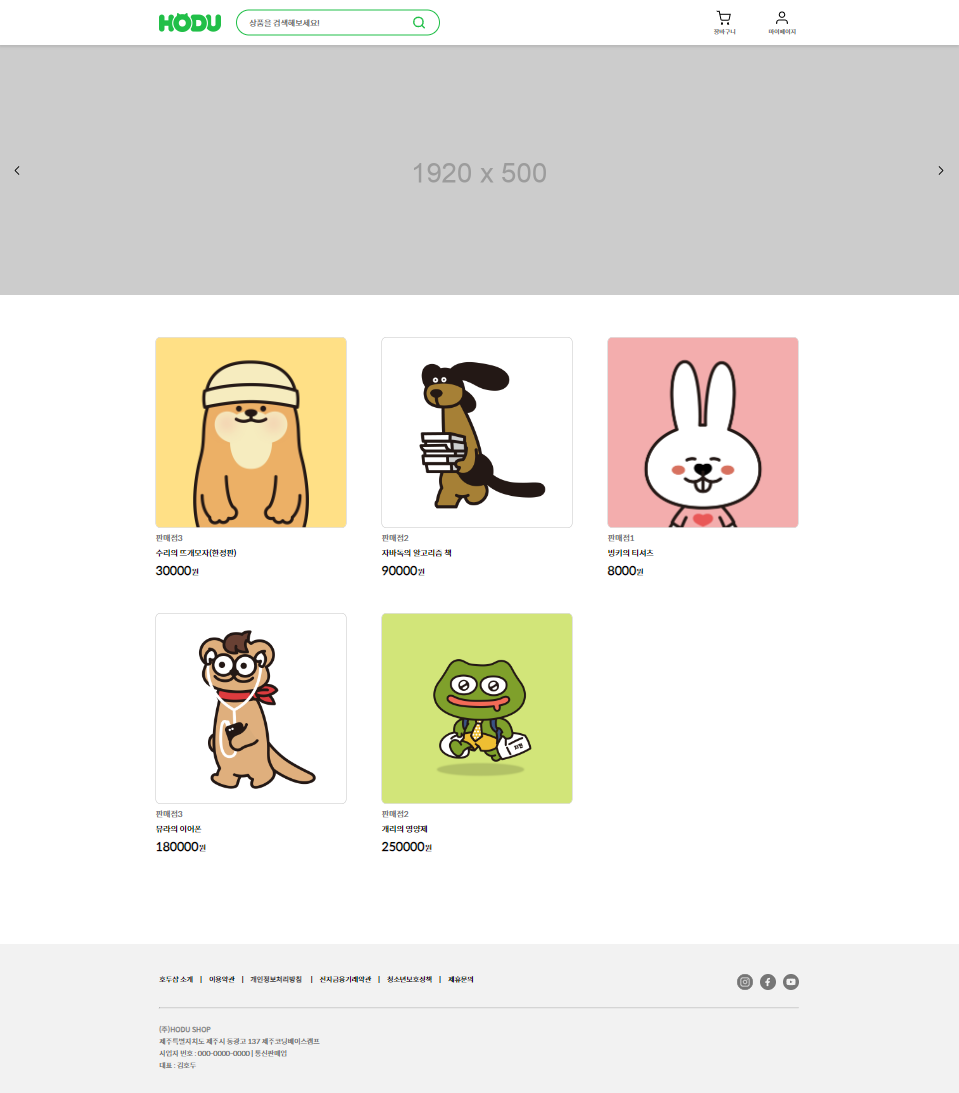 HODU
상품을 검색해보세요!
장바구니
마이페이지
1920 x 500
판매점3
수리의 뜨개모자(한정판)
30000원
판매점2
자바독의 알고리즘 책
90000원
판매점1
빙키의 티셔츠
8000원
판매점3
뮤라의 이어폰
180000원
판매점2
개리의 영양제
250000원
호두샵 소개 | 이용약관 | 개인정보처리방침 | 전자금융거래약관 | 청소년보호정책 | 제휴문의
(주)HODU SHOP
제주특별자치도 제주시 동광고 137 제주코딩베이스캠프
사업자 번호 : 000-0000-0000 | 통신판매업
대표 : 김호두